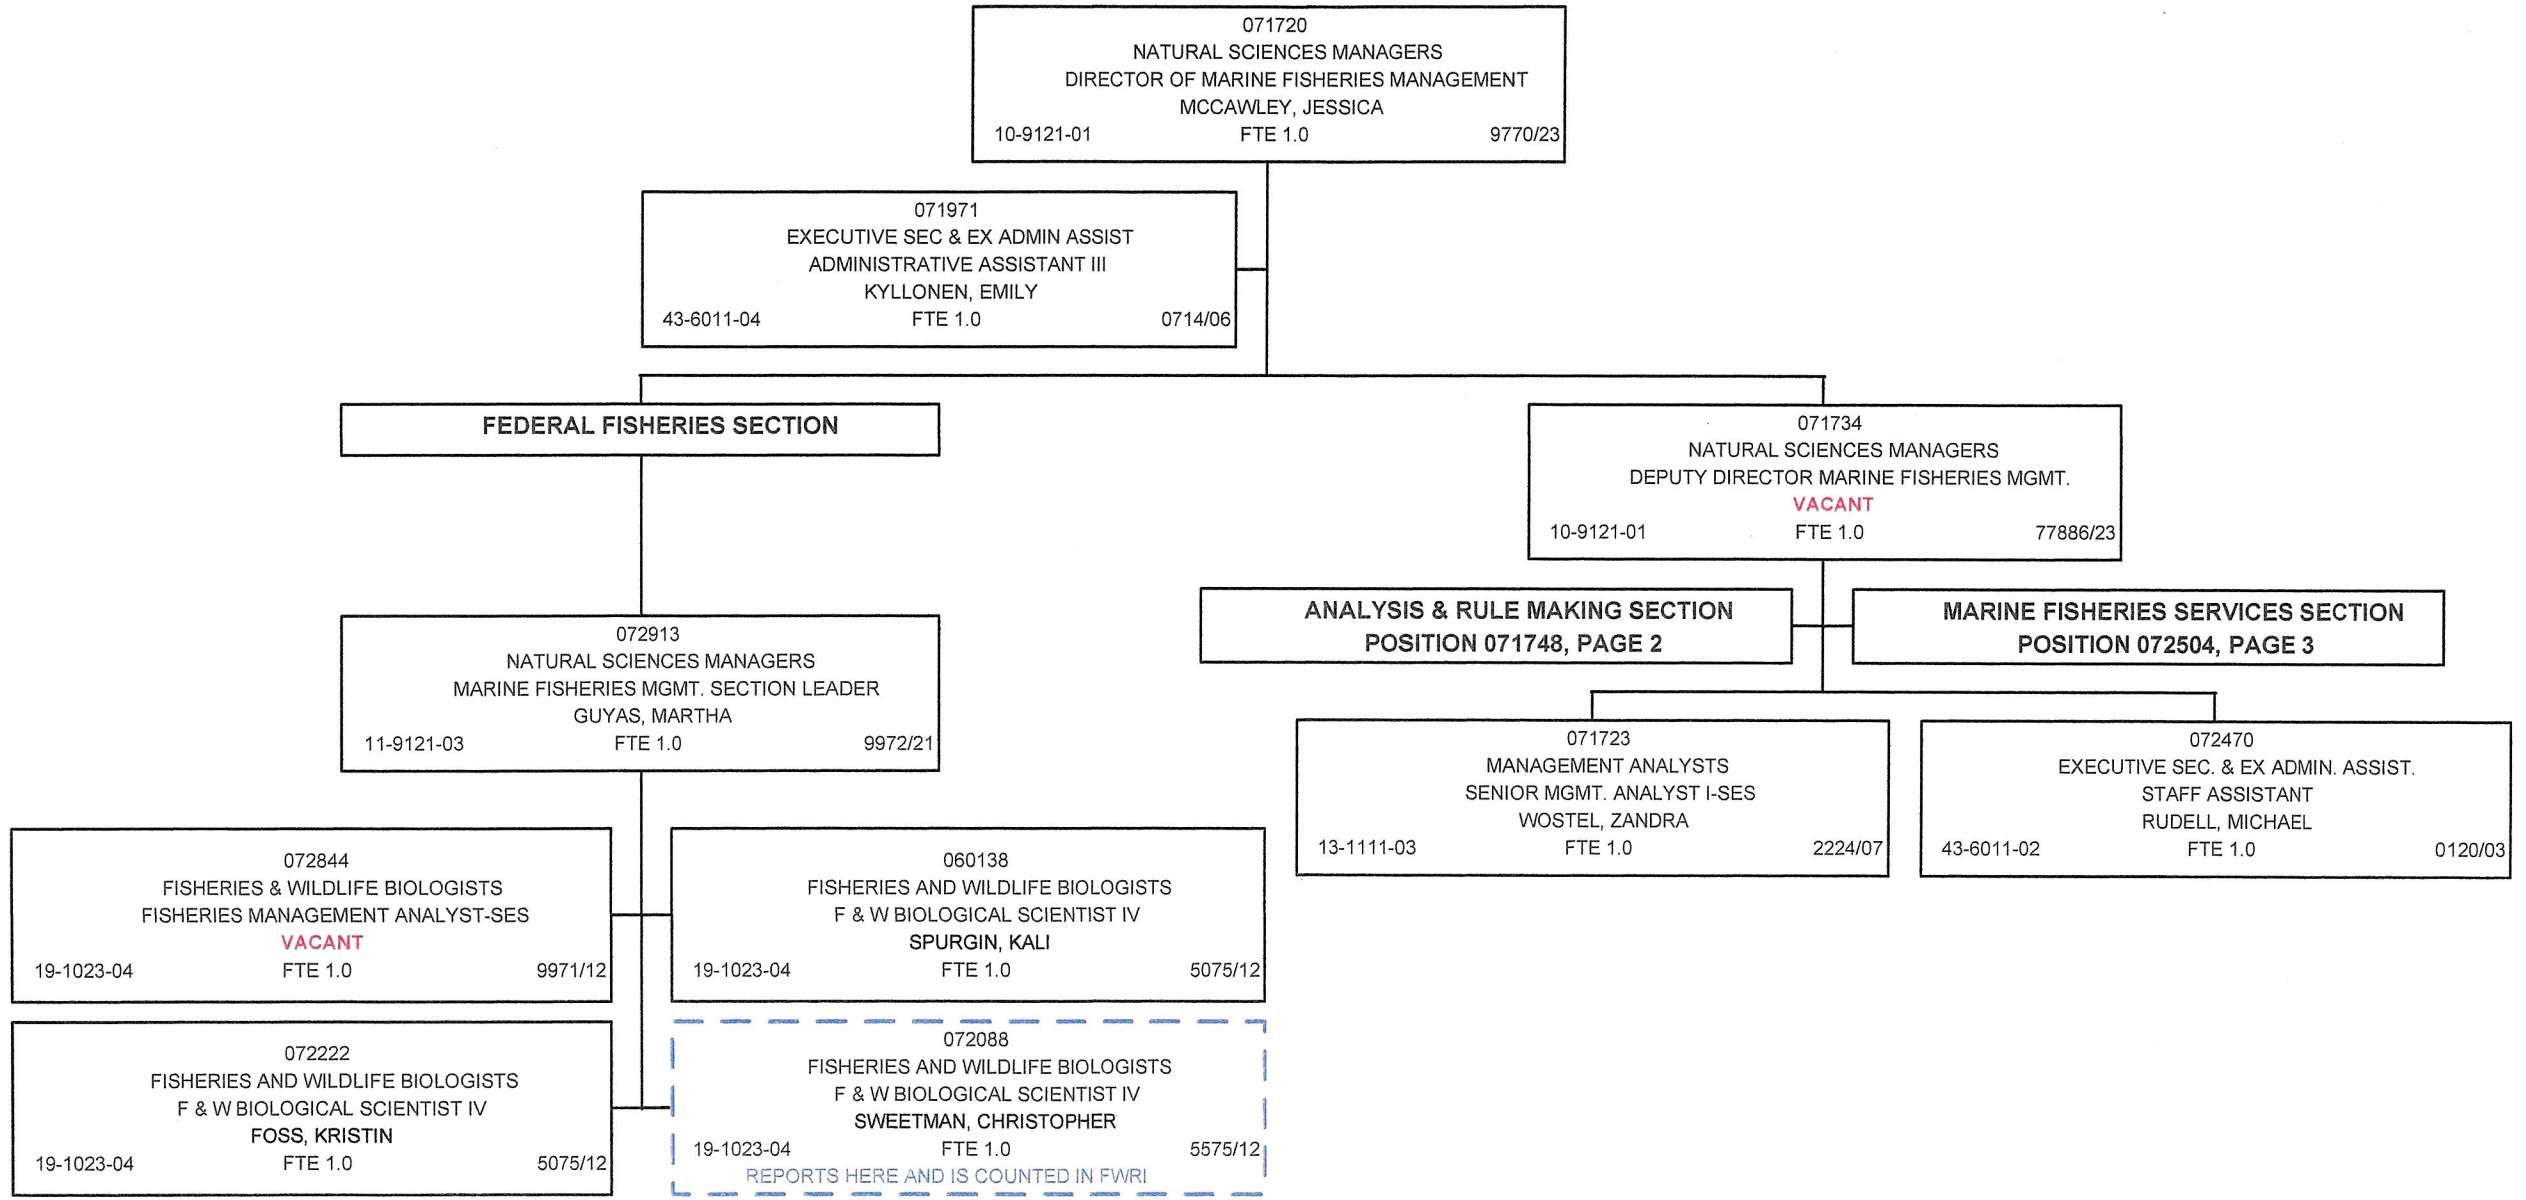 071720
NATURAL SCIENCES MANAGERS
DIRECTOR OF MARINE FISHERIES MANAGEMENT
MCCAWLEY, JESSICA
10-9121-01 FTE 1.0 9770/23
071971
EXECUTIVE SEC & EX ADMIN ASSIST
ADMINISTRATIVE ASSISTANT III
KYLLONEN, EMILY
43-6011-04 FTE 1.0 0714/06
FEDERAL FISHERIES SECTION
071734
NATURAL SCIENCES MANAGERS
DEPUTY DIRECTOR MARINE FISHERIES MGMT.
VACANT
10-9121-01 FTE 1.0 77886/23
ANALYSIS & RULE MAKING SECTION
POSITION 071748, PAGE 2
MARINE FISHERIES SERVICES SECTION
POSITION 072504, PAGE 3
072913
NATURAL SCIENCES MANAGERS
MARINE FISHERIES MGMT. SECTION LEADER
GUYAS, MARTHA
11-9121-03 FTE 1.0 9972/21
071723
MANAGEMENT ANALYSTS
SENIOR MGMT. ANALYST I-SES
WOSTEL, ZANDRA
13-1111-03 FTE 1.0 2224/07
072470
EXECUTIVE SEC. & EX ADMIN. ASSIST.
STAFF ASSISTANT
RUDELL, MICHAEL
43-6011-02 FTE 1.0 0120/03
072844
FISHERIES & WILDLIFE BIOLOGISTS
FISHERIES MANAGEMENT ANALYST-SES
VACANT
19-1023-04 FTE 1.0 9971/12
060138
FISHERIES AND WILDLIFE BIOLOGISTS
F & W BIOLOGICAL SCIENTIST IV
SPURGIN, KALI
19-1023-04 FTE 1.0 5075/12
072222
FISHERIES AND WILDLIFE BIOLOGISTS
F & W BIOLOGICAL SCIENTIST IV
FOSS, KRISTIN
19-1023-04 FTE 1.0 5075/12
072088
FISHERIES AND WILDLIFE BIOLOGISTS
F & W BIOLOGICAL SCIENTIST IV
SWEETMAN, CHRISTOPHER
19-1023-04 FTE 1.0 5575/12
REPORTS HERE AND IS COUNTED IN FWRI